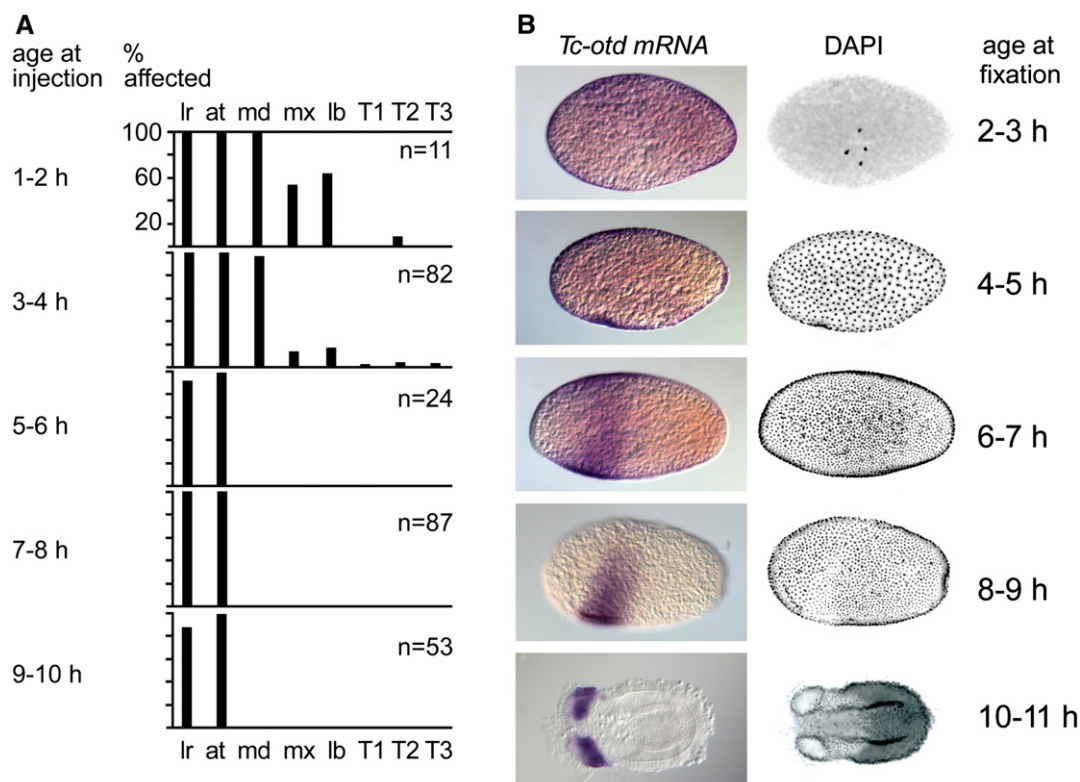 A
age at
injection
%
affected
lr at md mx lb T1 T2 T3
100
60
20
n=11
1-2 h
n=82
3-4 h
n=24
5-6 h
n=87
7-8 h
n=53
9-10 h
lr at md mx lb T1 T2 T3
B
Tc-otd mRNA
DAPI
age at
fixation
2-3 h
4-5 h
6-7 h
8-9 h
10-11 h